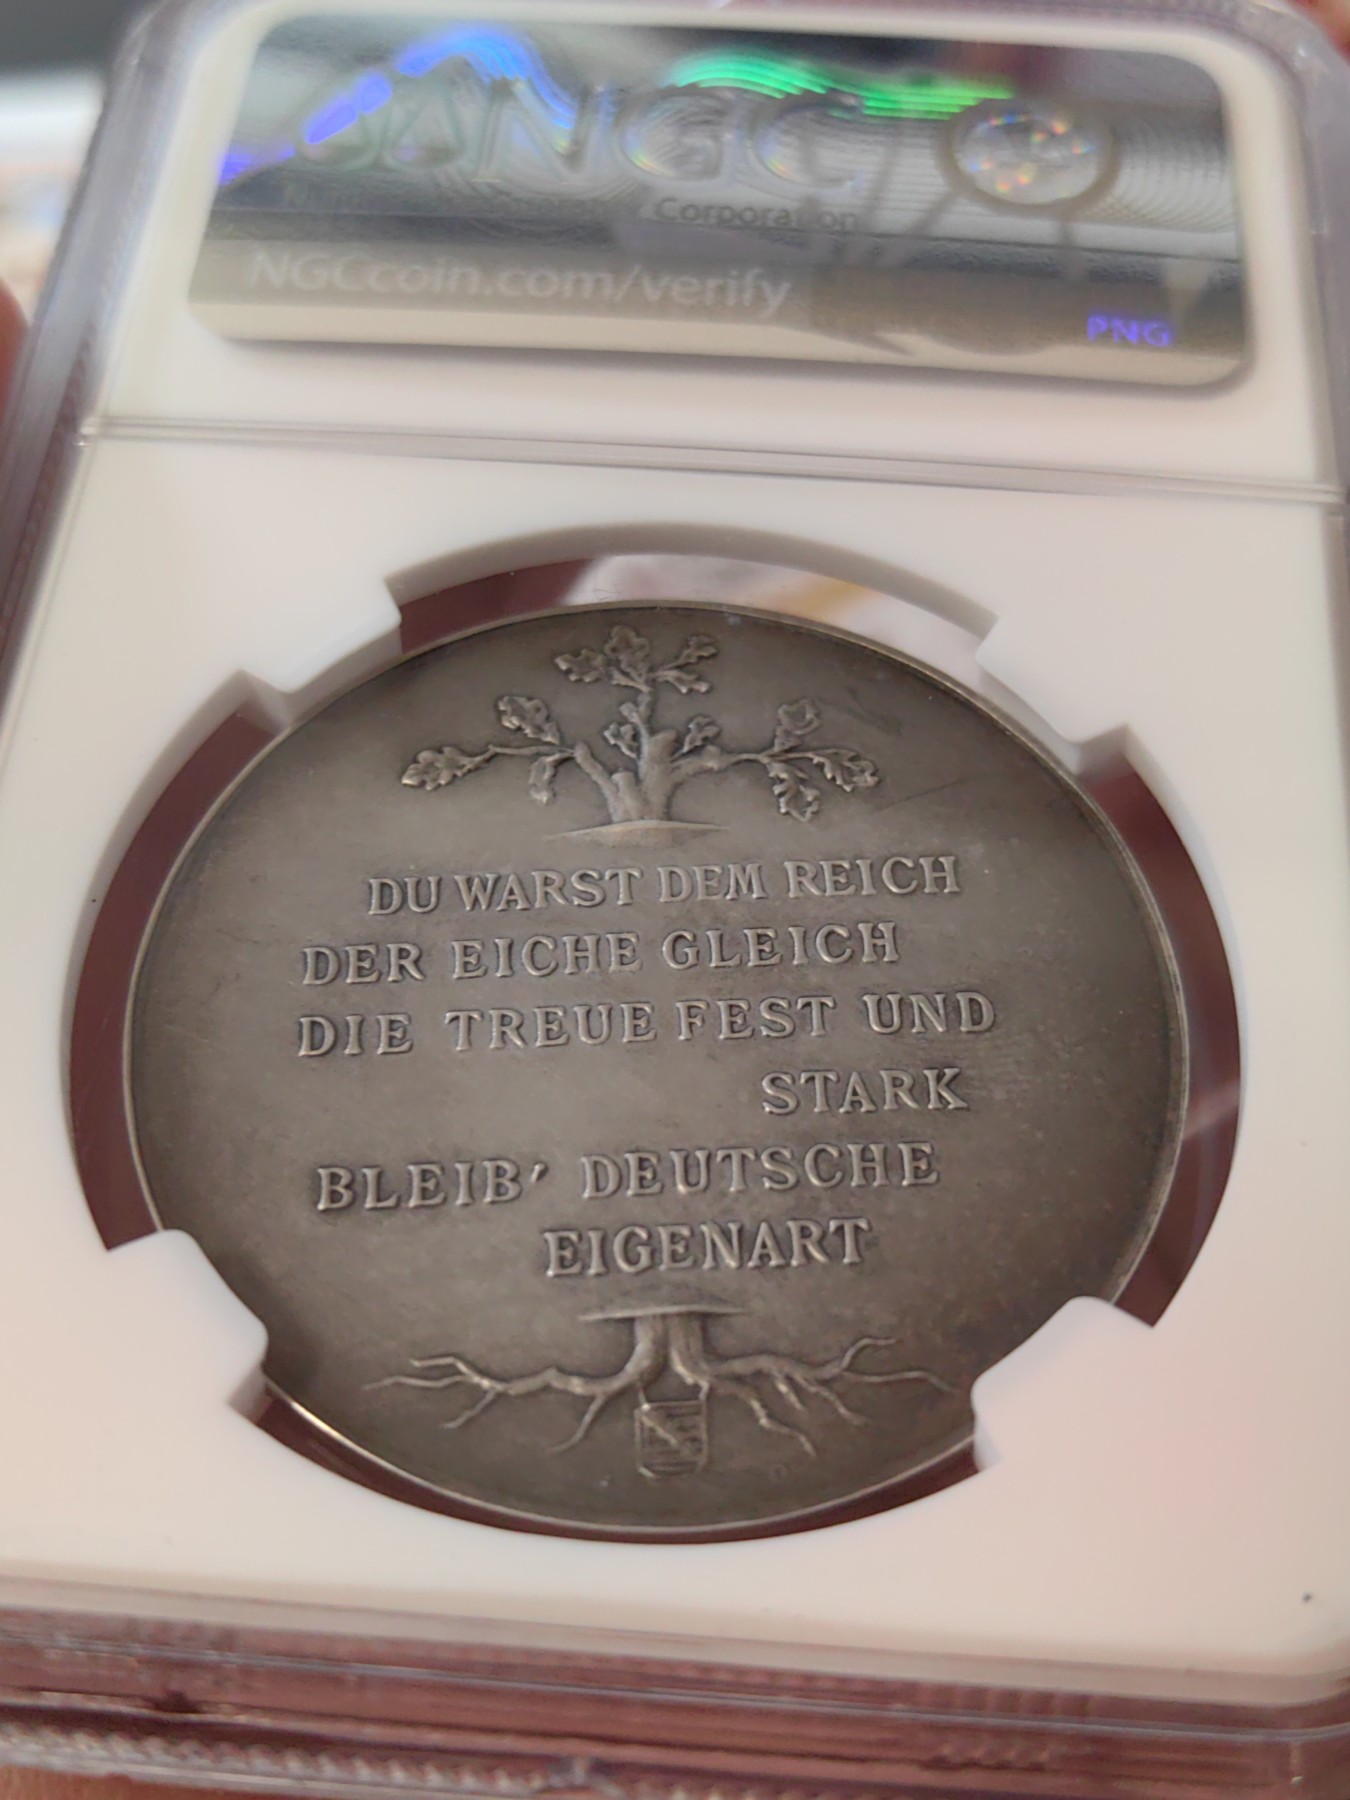 NGC
Corporation
NGCcoin.com/verify
PNG
DU WARST DEM REICH
DER EICHE GLEICH
DIE TREUE FEST UND
STARK
BLEIB' DEUTSCHE
EIGENART